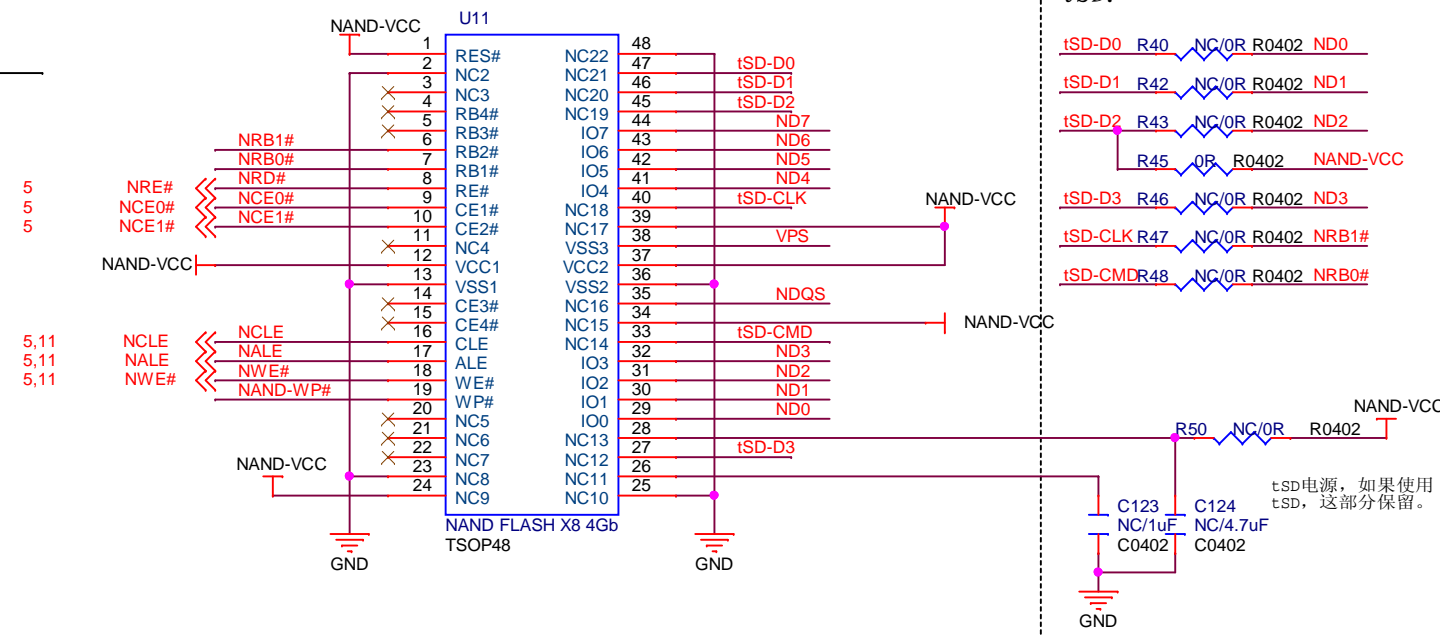 U11
NAND-VCC
1 RES# NC22 48
2 NC2 NC21 47 tSD-D0
3 NC3 NC20 46 tSD-D1
4 RB4# NC19 45 tSD-D2
5 RB3# IO7 44 ND7
NRB1# 6 RB2# IO6 43 ND6
NRB0# 7 RB1# IO5 42 ND5
5 NRE# NRD# 8 RE# IO4 41 ND4
5 NCE0# NCE0# 9 CE1# NC18 40 tSD-CLK
5 NCE1# NCE1# 10 CE2# NC17 39 NAND-VCC
11 NC4 VSS3 38 VPS
NAND-VCC 12 VCC1 VCC2 37
13 VSS1 VSS2 36
14 CE3# NC16 35 NDQS
15 CE4# NC15 34 NAND-VCC
5,11 NCLE NCLE 16 CLE NC14 33 tSD-CMD
5,11 NALE NALE 17 ALE IO3 32 ND3
5,11 NWE# NWE# 18 WE# IO2 31 ND2
NAND-WP# 19 WP# IO1 30 ND1
20 NC5 IO0 29 ND0
21 NC6 NC13 28
22 NC7 NC12 27 tSD-D3
NAND-VCC 23 NC8 NC11 26
24 NC9 NC10 25
NAND FLASH X8 4Gb
TSOP48
GND
GND
tSD-D0 R40 NC/0R R0402 ND0
tSD-D1 R42 NC/0R R0402 ND1
tSD-D2 R43 NC/0R R0402 ND2
R45 0R R0402 NAND-VCC
tSD-D3 R46 NC/0R R0402 ND3
tSD-CLK R47 NC/0R R0402 NRB1#
tSD-CMD R48 NC/0R R0402 NRB0#
NAND-VCC
R50 NC/0R R0402
tSD电源，如果使用
tSD，这部分保留。
C123 C124
NC/1uF NC/4.7uF
C0402 C0402
GND